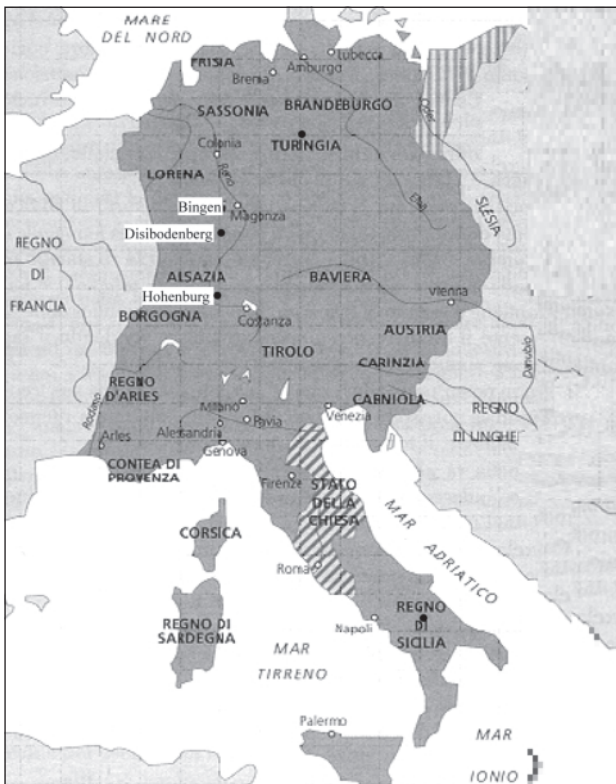 MARE
DEL NORD
FRISIA
Lubecca
Amburgo
Brema
SASSONIA
BRANDEBURGO
Oder
Colonia
TURINGIA
LORENA
Reno
Elba
SLESIA
Bingen
Magonza
Disibodenberg
REGNO
DI
FRANCIA
ALSAZIA
BAVIERA
Hohenburg
Vienna
BORGOGNA
Costanza
AUSTRIA
TIROLO
CARINZIA
Danubio
REGNO
D'ARLES
CARNIOLA
Rodano
Milano
REGNO
Pavia
Venezia
Alessandria
DI UNGHE
Arles
Genova
CONTEA DI
PROVENZA
Firenze
STATO
DELLA
CHIESA
MAR ADRIATICO
CORSICA
Roma
REGNO DI
SARDEGNA
Napoli
REGNO
DI
SICILIA
MAR
TIRRENO
Palermo
MAR
IONIO